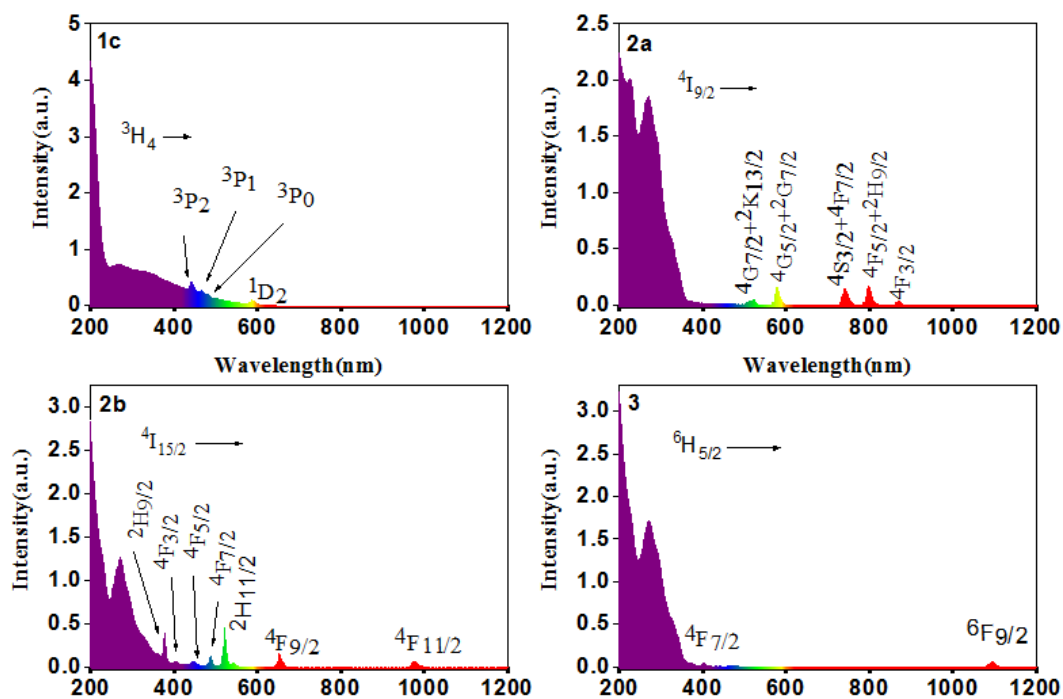 1c
Intensity(a.u.)
5
4
3
2
1
0
³H₄
³P₂
³P₁
³P₀
¹D₂
200 400 600 800 1000 1200
Wavelength(nm)
2a
Intensity(a.u.)
2.5
2.0
1.5
1.0
0.5
0.0
⁴I₉/₂
⁴G₇/₂+²K₁₃/₂
⁴G₅/₂+²G₇/₂
⁴S₃/₂+⁴F₇/₂
⁴F₅/₂+²H₉/₂
⁴F₃/₂
200 400 600 800 1000 1200
Wavelength(nm)
2b
Intensity(a.u.)
3.0
2.5
2.0
1.5
1.0
0.5
0.0
⁴I₁₅/₂
²H₉/₂
⁴F₃/₂
⁴F₅/₂
⁴F₇/₂
²H₁₁/₂
⁴F₉/₂
⁴F₁₁/₂
200 400 600 800 1000 1200
3
Intensity(a.u.)
3.0
2.5
2.0
1.5
1.0
0.5
0.0
⁶H₅/₂
⁴F₇/₂
⁶F₉/₂
200 400 600 800 1000 1200